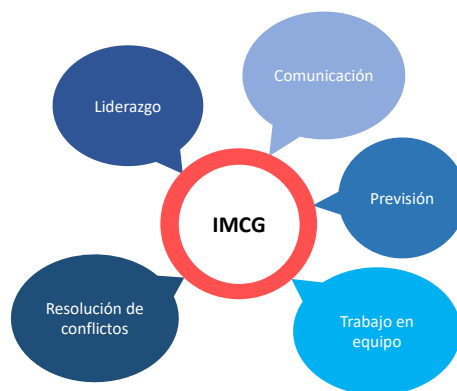 Comunicación
Liderazgo
Previsión
IMCG
Resolución de
conflictos
Trabajo en
equipo